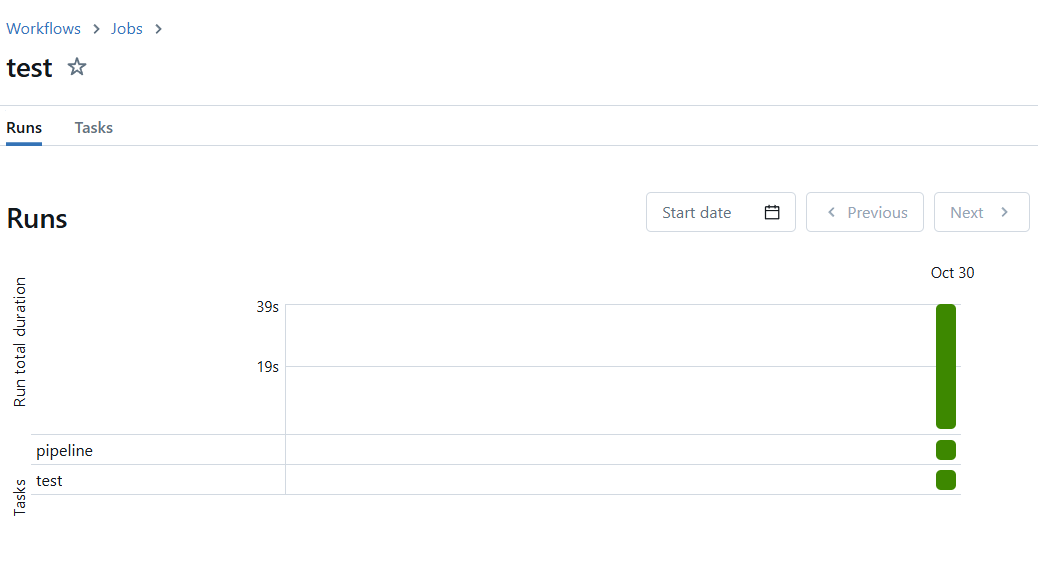 Workflows > Jobs >
test
Runs Tasks
Runs
Start date
Previous
Next
Oct 30
Run total duration
39s
19s
Tasks
pipeline
test